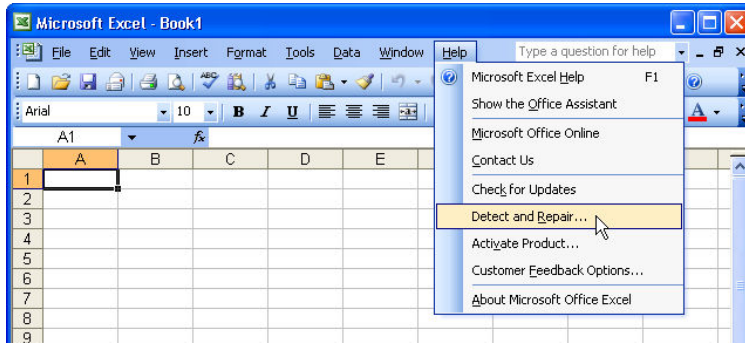 Microsoft Excel - Book1
File Edit View Insert Format Tools Data Window Help Type a question for help
Arial 10 B I U A
A1 fx
A B C D E
Microsoft Excel Help F1
Show the Office Assistant
Microsoft Office Online
Contact Us
Check for Updates
Detect and Repair...
Activate Product...
Customer Feedback Options...
About Microsoft Office Excel
1
2
3
4
5
6
7
8
9